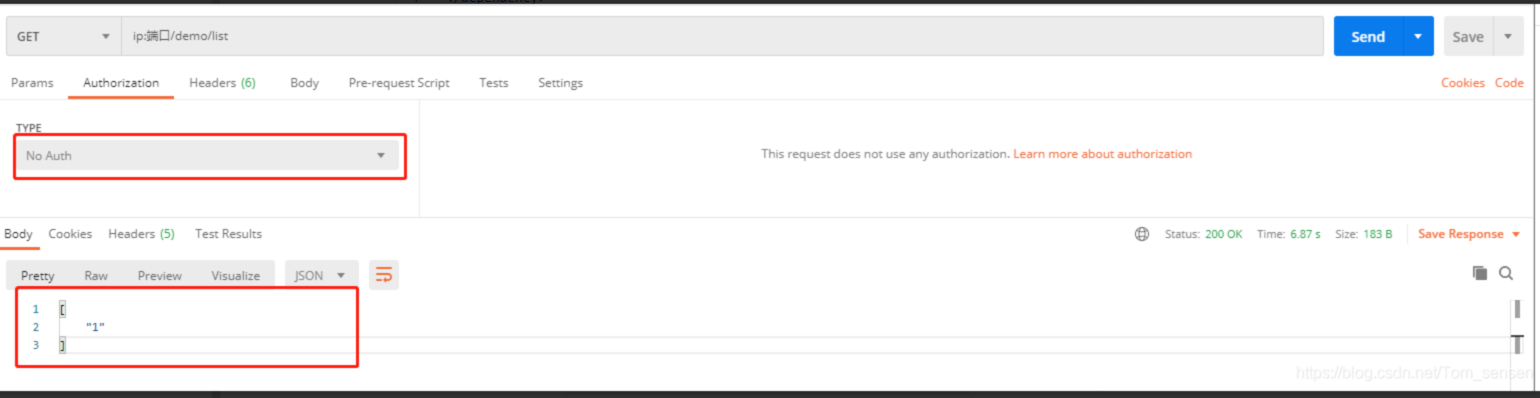 GET ip:端口/demo/list Send Save
Params Authorization Headers (6) Body Pre-request Script Tests Settings Cookies Code
TYPE
No Auth
This request does not use any authorization. Learn more about authorization
Body Cookies Headers (5) Test Results Status: 200 OK Time: 6.87 s Size: 183 B Save Response
Pretty Raw Preview Visualize JSON
1 [
2 "1"
3 ]
https://blog.csdn.net/Tom_sensen